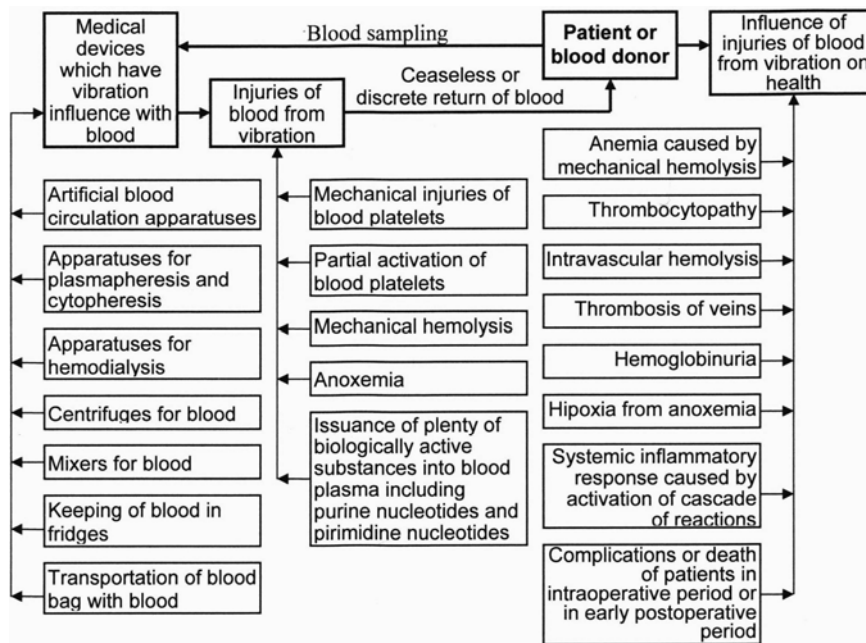 Medical
devices
which have
vibration
influence with
blood
Blood sampling
Patient or
blood donor
Influence of
injuries of blood
from vibration on
health
Injuries of
blood from
vibration
Ceaseless or
discrete return of blood
Artificial blood
circulation apparatuses
Apparatuses for
plasmapheresis and
cytopheresis
Apparatuses for
hemodialysis
Centrifuges for blood
Mixers for blood
Keeping of blood in
fridges
Transportation of blood
bag with blood
Mechanical injuries of
blood platelets
Partial activation of
blood platelets
Mechanical hemolysis
Anoxemia
Issuance of plenty of
biologically active
substances into blood
plasma including
purine nucleotides and
pirimidine nucleotides
Anemia caused by
mechanical hemolysis
Thrombocytopathy
Intravascular hemolysis
Thrombosis of veins
Hemoglobinuria
Hipoxia from anoxemia
Systemic inflammatory
response caused by
activation of cascade
of reactions
Complications or death
of patients in
intraoperative period or
in early postoperative
period